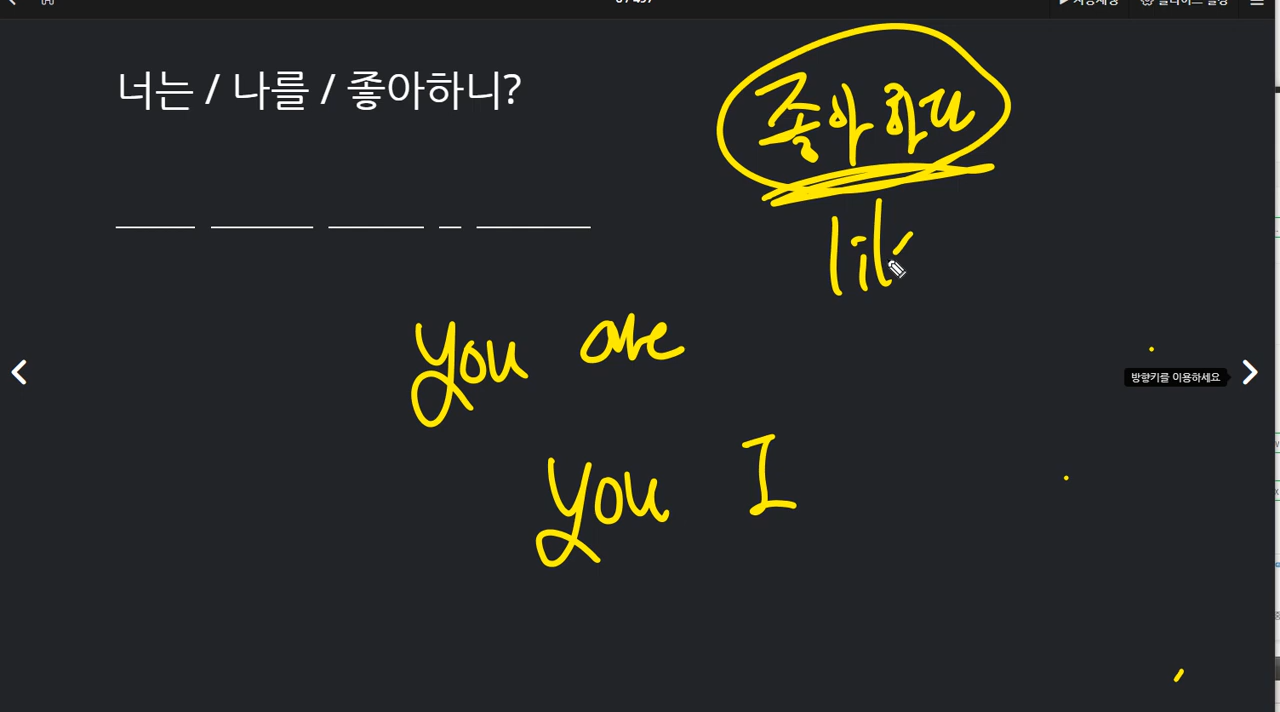 너는 / 나를 / 좋아하니?
좋아하다
lik
you are
you I
방향키를 이용하세요